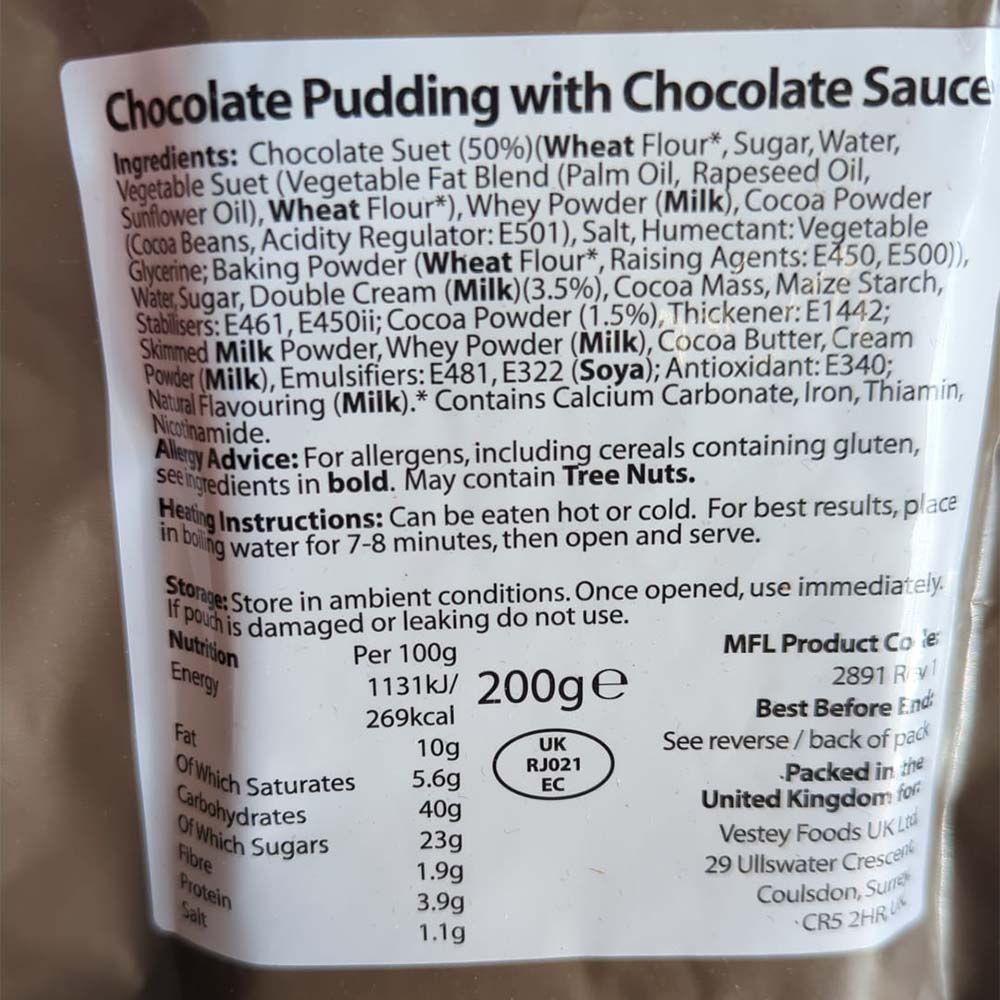 Chocolate Pudding with Chocolate Sauce
Ingredients: Chocolate Suet (50%)(Wheat Flour*, Sugar, Water,
Vegetable Suet (Vegetable Fat Blend (Palm Oil, Rapeseed Oil,
Sunflower Oil), Wheat Flour*), Whey Powder (Milk), Cocoa Powder
(Cocoa Beans, Acidity Regulator: E501), Salt, Humectant: Vegetable
Glycerine; Baking Powder (Wheat Flour*, Raising Agents: E450, E500)),
Water, Sugar, Double Cream (Milk)(3.5%), Cocoa Mass, Maize Starch,
Stabilisers: E461, E450ii; Cocoa Powder (1.5%), Thickener: E1442;
Skimmed Milk Powder, Whey Powder (Milk), Cocoa Butter, Cream
Powder (Milk), Emulsifiers: E481, E322 (Soya); Antioxidant: E340;
Natural Flavouring (Milk).* Contains Calcium Carbonate, Iron, Thiamin,
Nicotinamide.
Allergy Advice: For allergens, including cereals containing gluten,
see ingredients in bold. May contain Tree Nuts.
Heating Instructions: Can be eaten hot or cold. For best results, place
in boiling water for 7-8 minutes, then open and serve.
Storage: Store in ambient conditions. Once opened, use immediately.
If pouch is damaged or leaking do not use.
Nutrition Per 100g
Energy 1131kJ/
269kcal
Fat 10g
Of Which Saturates 5.6g
Carbohydrates 40g
Of Which Sugars 23g
Fibre 1.9g
Protein 3.9g
Salt 1.1g
200g℮
UK
RJ021
EC
MFL Product Code:
2891 Rev 1
Best Before End:
See reverse / back of pack
Packed in the
United Kingdom for:
Vestey Foods UK Ltd,
29 Ullswater Crescent,
Coulsdon, Surrey,
CR5 2HR, UK